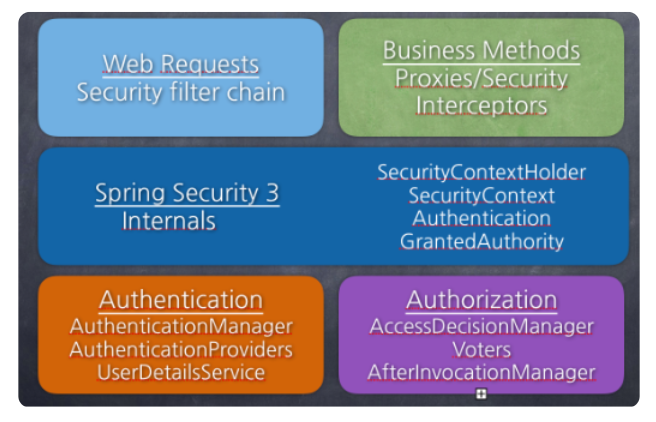 Web Requests
Security filter chain
Business Methods
Proxies/Security
Interceptors
Spring Security 3
Internals
SecurityContextHolder
SecurityContext
Authentication
GrantedAuthority
Authentication
AuthenticationManager
AuthenticationProviders
UserDetailsService
Authorization
AccessDecisionManager
Voters
AfterInvocationManager